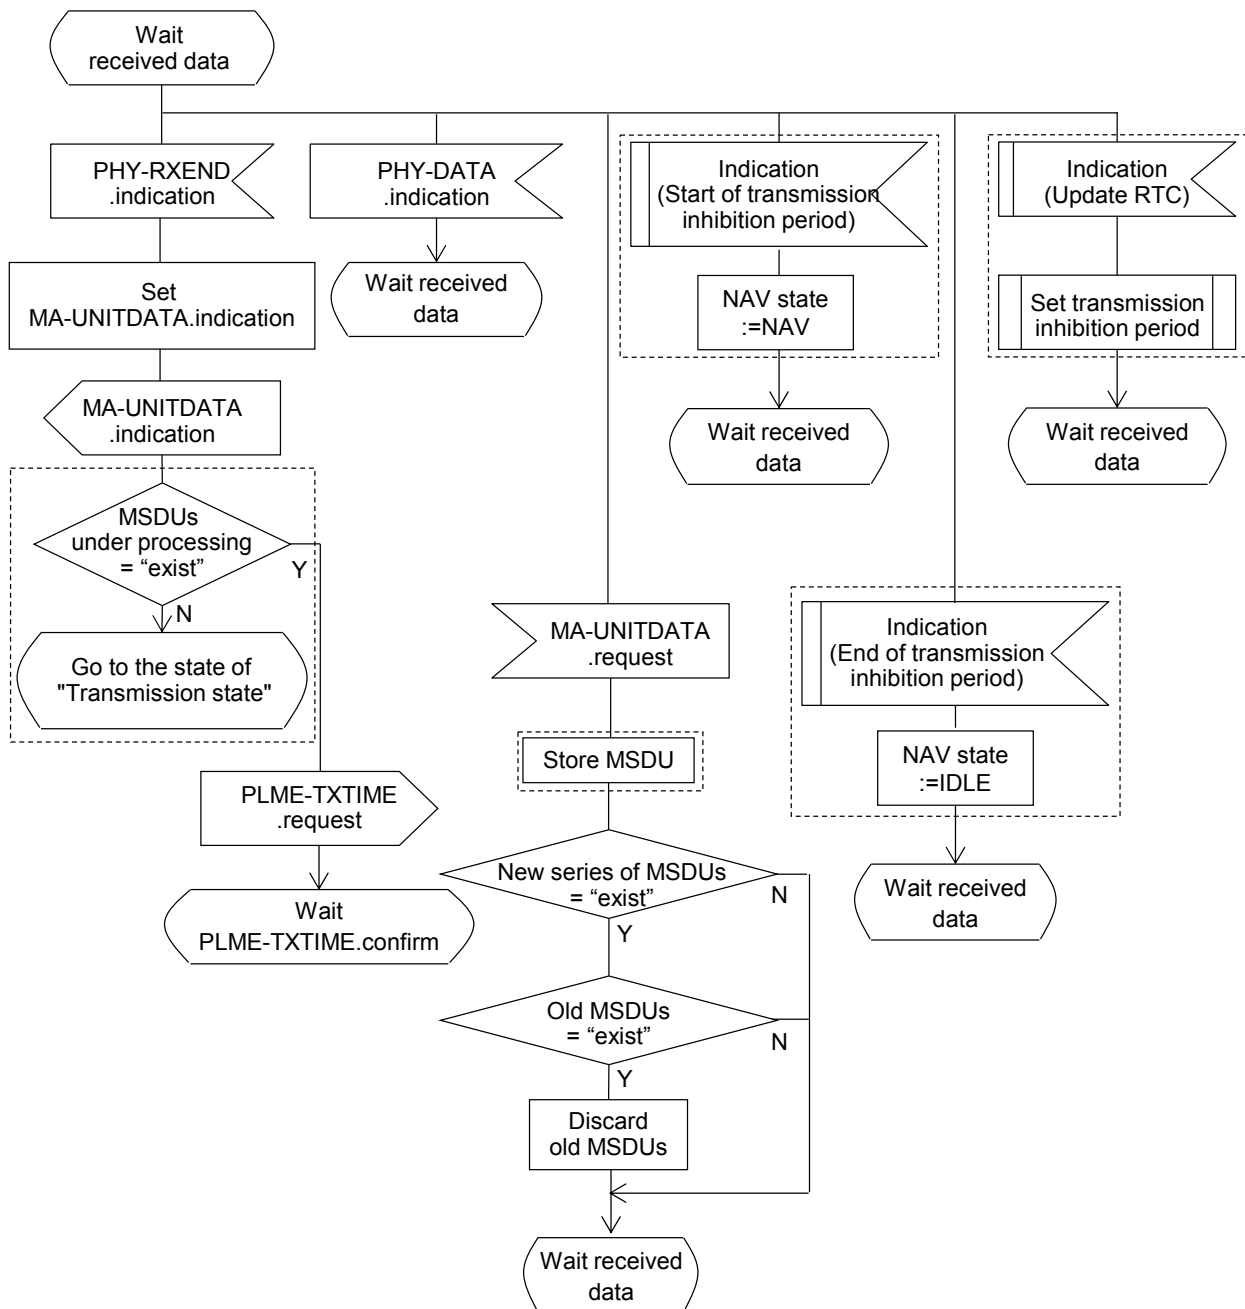 Wait
received data
PHY-RXEND
.indication
Set
MA-UNITDATA.indication
MA-UNITDATA
.indication
MSDUs
under processing
= “exist”
Y
N
Go to the state of
"Transmission state"
PLME-TXTIME
.request
Wait
PLME-TXTIME.confirm
PHY-DATA
.indication
Wait received
data
MA-UNITDATA
.request
Store MSDU
New series of MSDUs
= “exist”
N
Y
Old MSDUs
= “exist”
N
Y
Discard
old MSDUs
Wait received
data
Indication
(Start of transmission
inhibition period)
NAV state
:=NAV
Wait received
data
Indication
(End of transmission
inhibition period)
NAV state
:=IDLE
Wait received
data
Indication
(Update RTC)
Set transmission
inhibition period
Wait received
data